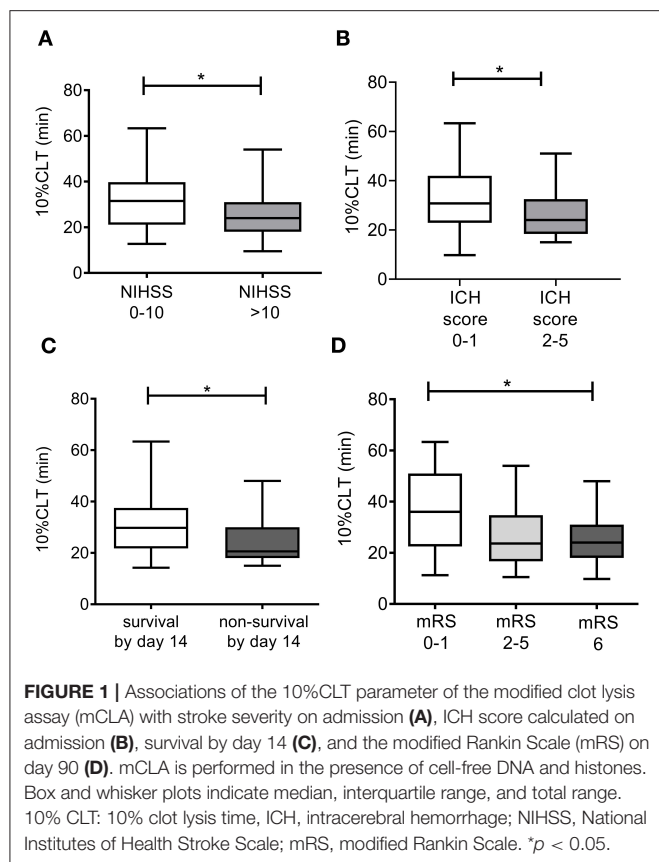 A
*
80
60
40
20
0
10%CLT (min)
NIHSS
0-10
NIHSS
>10
B
*
80
60
40
20
0
10%CLT (min)
ICH
score
0-1
ICH
score
2-5
C
*
80
60
40
20
0
10%CLT (min)
survival
by day 14
non-survival
by day 14
D
*
80
60
40
20
0
10%CLT (min)
mRS
0-1
mRS
2-5
mRS
6
FIGURE 1 | Associations of the 10%CLT parameter of the modified clot lysis
assay (mCLA) with stroke severity on admission (A), ICH score calculated on
admission (B), survival by day 14 (C), and the modified Rankin Scale (mRS) on
day 90 (D). mCLA is performed in the presence of cell-free DNA and histones.
Box and whisker plots indicate median, interquartile range, and total range.
10% CLT: 10% clot lysis time, ICH, intracerebral hemorrhage; NIHSS, National
Institutes of Health Stroke Scale; mRS, modified Rankin Scale. *p < 0.05.